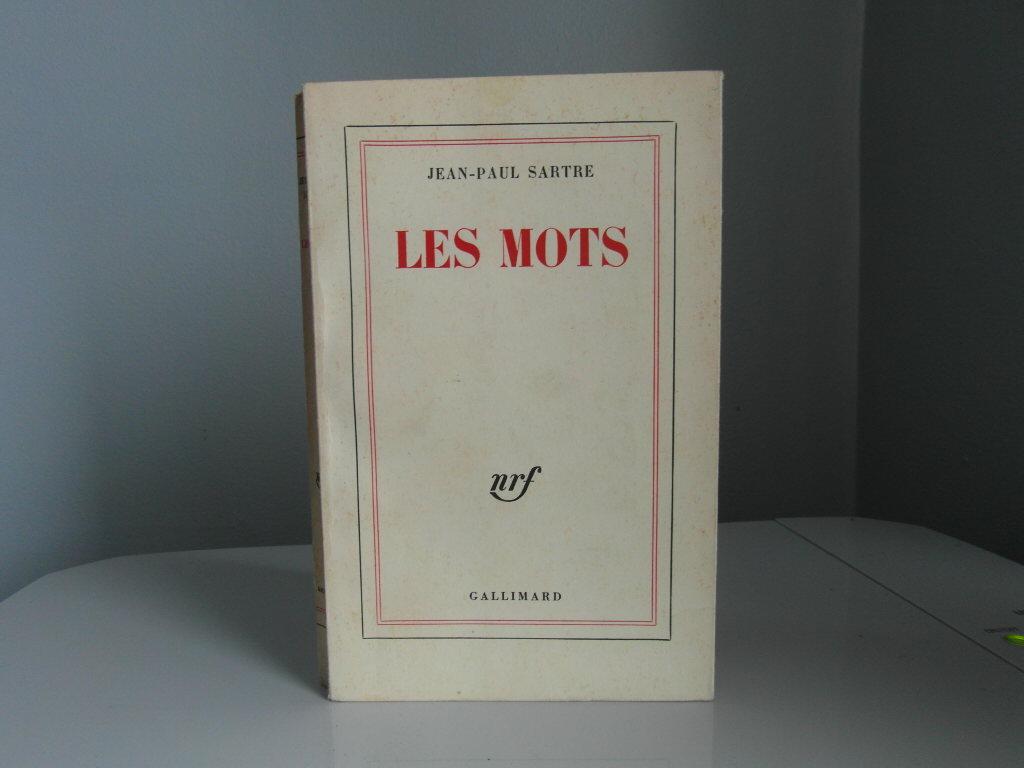 JEAN-PAUL SARTRE
LES MOTS
nrf
GALLIMARD